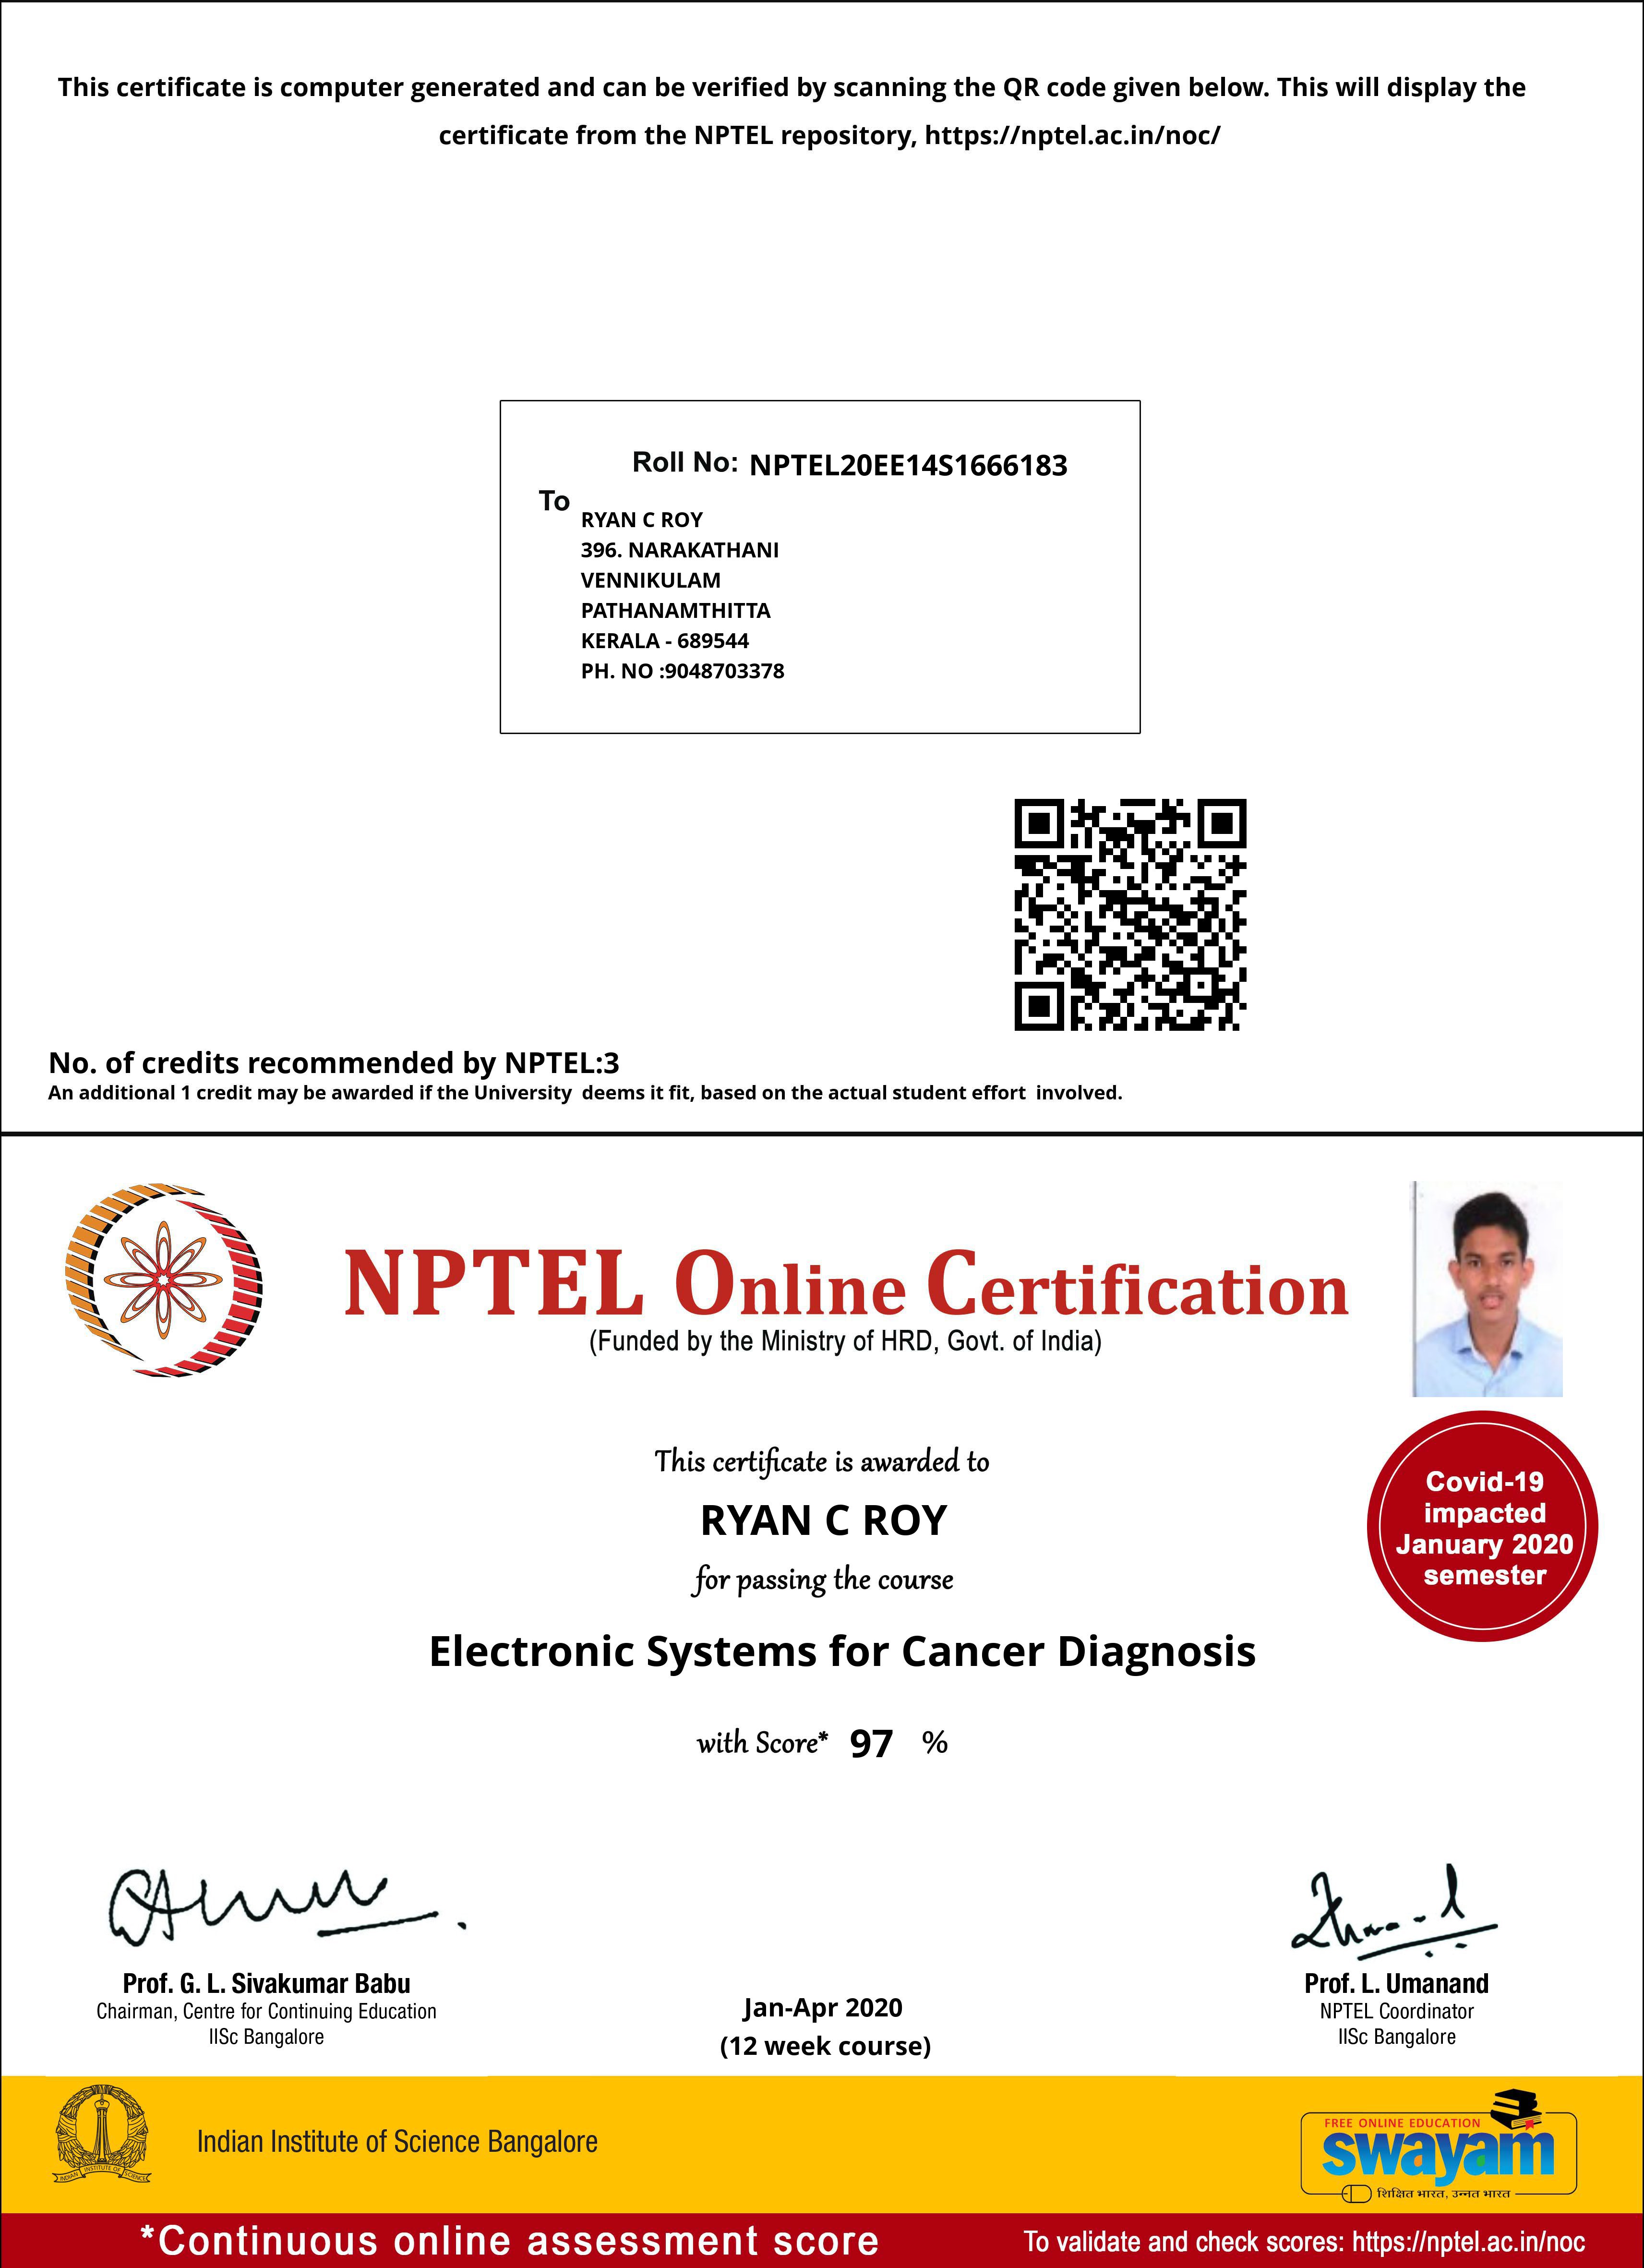 This certificate is computer generated and can be verified by scanning the QR code given below. This will display the
certificate from the NPTEL repository, https://nptel.ac.in/noc/
Roll No: NPTEL20EE14S1666183
To
RYAN C ROY
396. NARAKATHANI
VENNIKULAM
PATHANAMTHITTA
KERALA - 689544
PH. NO :9048703378
No. of credits recommended by NPTEL:3
An additional 1 credit may be awarded if the University deems it fit, based on the actual student effort involved.
NPTEL Online Certification
(Funded by the Ministry of HRD, Govt. of India)
This certificate is awarded to
RYAN C ROY
for passing the course
Covid-19
impacted
January 2020
semester
Electronic Systems for Cancer Diagnosis
with Score* 97 %
Prof. G. L. Sivakumar Babu
Chairman, Centre for Continuing Education
IISc Bangalore
Jan-Apr 2020
(12 week course)
Prof. L. Umanand
NPTEL Coordinator
IISc Bangalore
INDIAN INSTITUTE OF SCIENCE
Indian Institute of Science Bangalore
FREE ONLINE EDUCATION
swayam
शिक्षित भारत, उन्नत भारत
*Continuous online assessment score
To validate and check scores: https://nptel.ac.in/noc